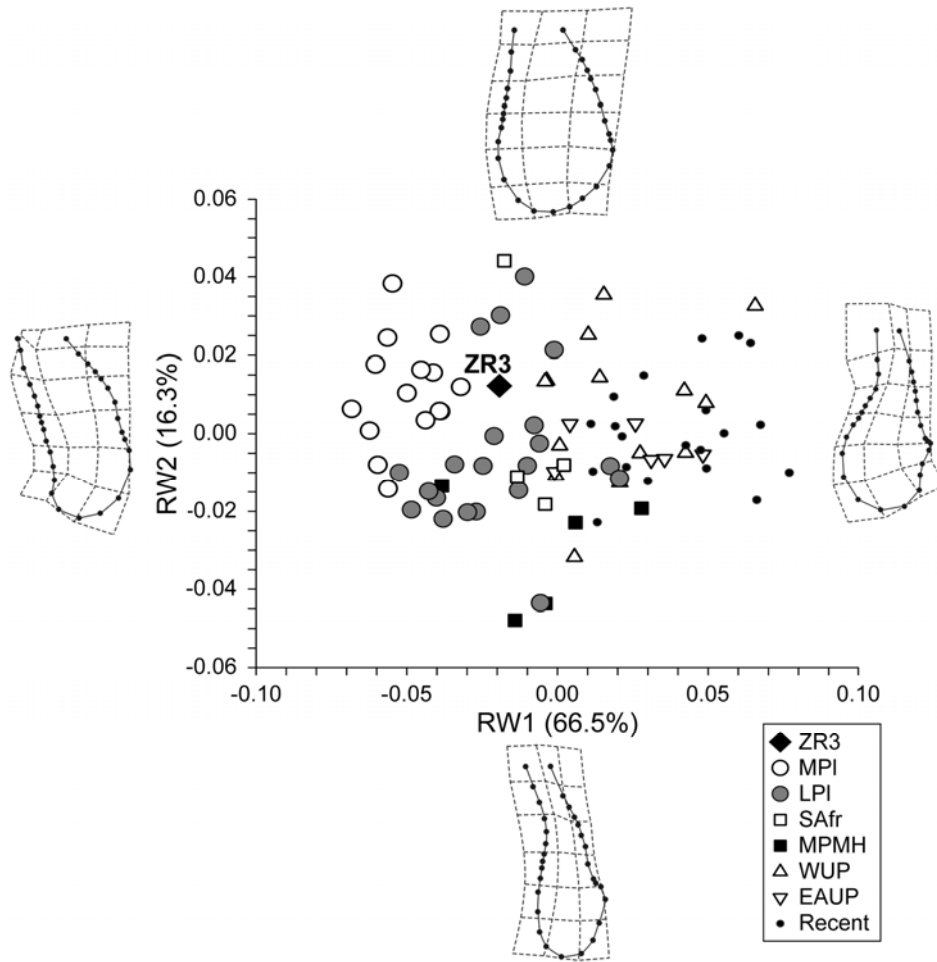 0.06
0.04
0.02
0.00
-0.02
-0.04
-0.06
RW2 (16.3%)
ZR3
-0.10
-0.05
0.00
0.05
0.10
RW1 (66.5%)
ZR3
MPI
LPI
SAfr
MPMH
WUP
EAUP
Recent